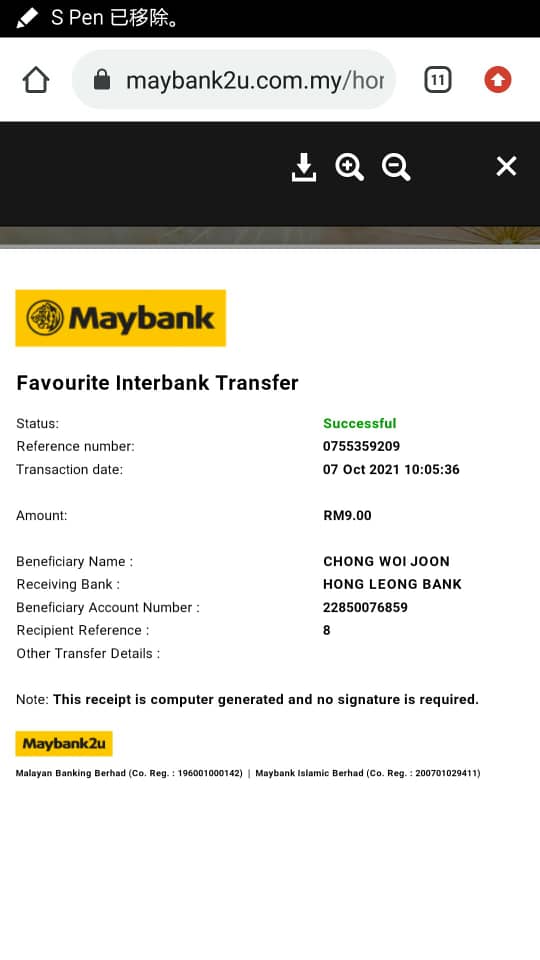 S Pen 已移除。
maybank2u.com.my/hor
11
Maybank
Favourite Interbank Transfer
Status: Successful
Reference number: 0755359209
Transaction date: 07 Oct 2021 10:05:36
Amount: RM9.00
Beneficiary Name : CHONG WOI JOON
Receiving Bank : HONG LEONG BANK
Beneficiary Account Number : 22850076859
Recipient Reference : 8
Other Transfer Details :
Note: This receipt is computer generated and no signature is required.
Maybank2u
Malayan Banking Berhad (Co. Reg. : 196001000142) | Maybank Islamic Berhad (Co. Reg. : 200701029411)